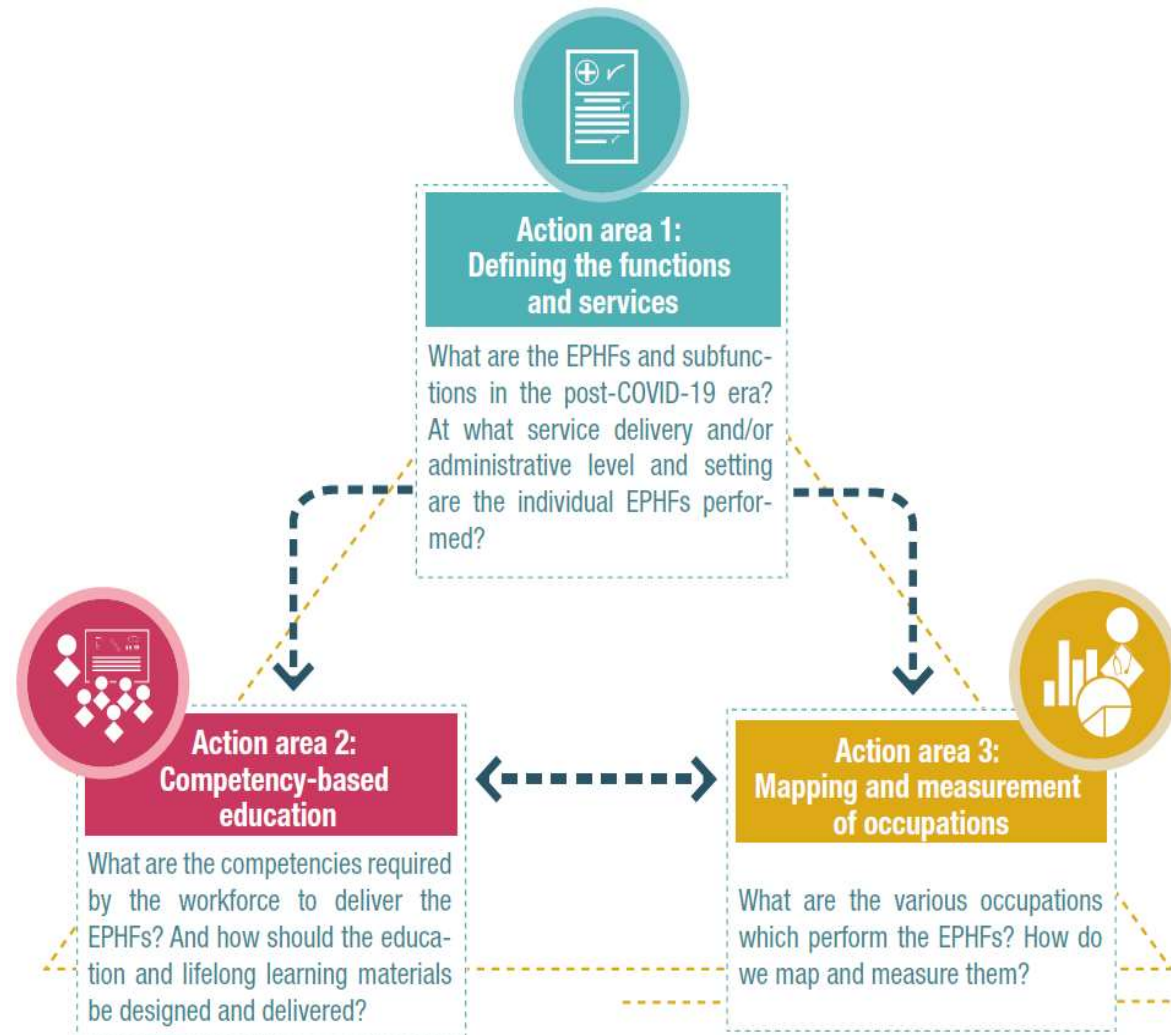 Action area 1:
Defining the functions
and services
What are the EPHFs and subfunc-
tions in the post-COVID-19 era?
At what service delivery and/or
administrative level and setting
are the individual EPHFs perfor-
med?
Action area 2:
Competency-based
education
What are the competencies required
by the workforce to deliver the
EPHFs? And how should the educa-
tion and lifelong learning materials
be designed and delivered?
Action area 3:
Mapping and measurement
of occupations
What are the various occupations
which perform the EPHFs? How do
we map and measure them?